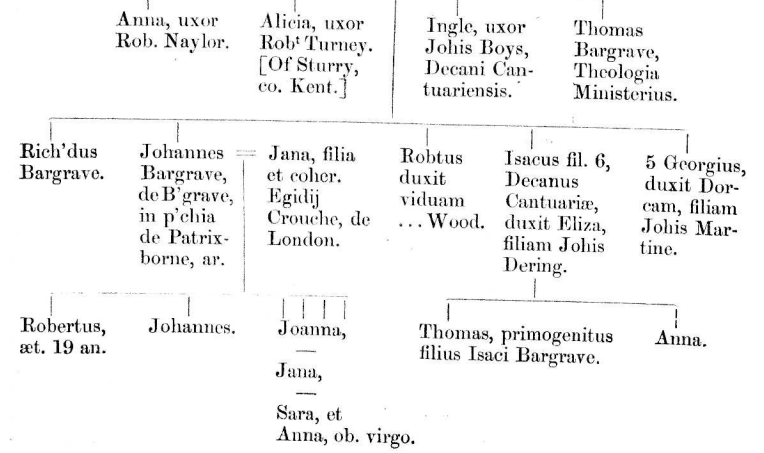 Anna, uxor
Rob. Naylor.
Alicia, uxor
Robᵗ Turney.
[Of Sturry,
co. Kent.]
Ingle, uxor
Johis Boys,
Decani Can-
tuariensis.
Thomas
Bargrave,
Theologia
Ministerius.
Rich'dus
Bargrave.
Johannes
Bargrave,
de B'grave,
in p'chia
de Patrix-
borne, ar.
=
Jana, filia
et coher.
Egidij
Crouche, de
London.
Robtus
duxit
viduam
... Wood.
Isacus fil. 6,
Decanus
Cantuariæ,
duxit Eliza,
filiam Johis
Dering.
5 Georgius,
duxit Dor-
cam, filiam
Johis Mar-
tine.
Robertus,
æt. 19 an.
Johannes.
Joanna,
—
Jana,
—
Sara, et
Anna, ob. virgo.
Thomas, primogenitus
filius Isaci Bargrave.
Anna.